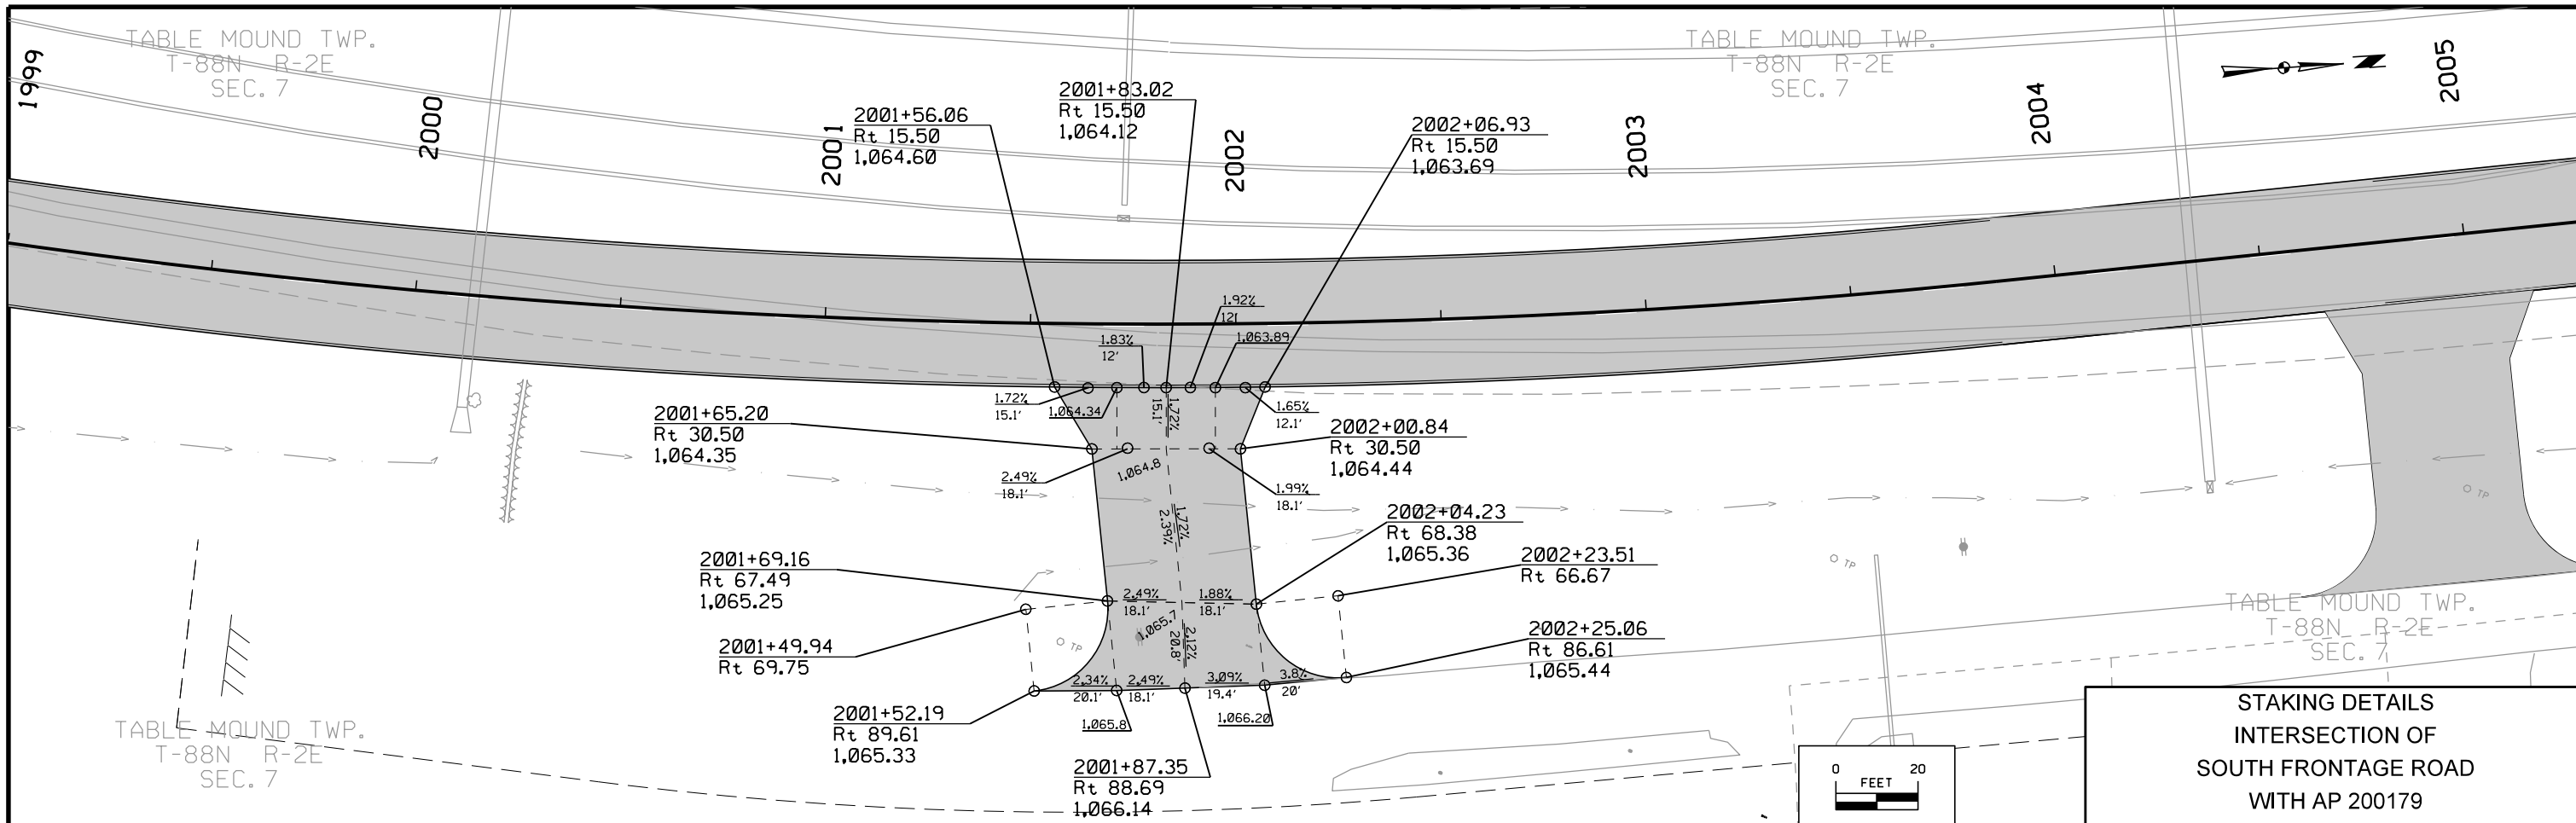 TABLE MOUND TWP.
T-88N R-2E
SEC. 7
TABLE MOUND TWP.
T-88N R-2E
SEC. 7
1999
2000
2001
2002
2003
2004
2005
2001+56.06
Rt 15.50
1,064.60
2001+83.02
Rt 15.50
1,064.12
2002+06.93
Rt 15.50
1,063.69
1.92%
12'
1.83%
12'
1,063.89
1.72%
15.1'
1,064.34
15.1'
1.72%
1.65%
12.1'
2001+65.20
Rt 30.50
1,064.35
2002+00.84
Rt 30.50
1,064.44
2.49%
18.1'
1,064.8
1.99%
18.1'
1.72%
2.39%
2002+04.23
Rt 68.38
1,065.36
2001+69.16
Rt 67.49
1,065.25
2002+23.51
Rt 66.67
2.49%
18.1'
1.88%
18.1'
1,065.7
2.12%
20.8'
2001+49.94
Rt 69.75
TP
TP
TP
2002+25.06
Rt 86.61
1,065.44
TABLE MOUND TWP.
T-88N R-2E
SEC. 7
2.34%
20.1'
2.49%
18.1'
3.09%
19.4'
3.8%
20'
1,065.8
1,066.20
2001+52.19
Rt 89.61
1,065.33
2001+87.35
Rt 88.69
1,066.14
TABLE MOUND TWP.
T-88N R-2E
SEC. 7
0 20
FEET
STAKING DETAILS
INTERSECTION OF
SOUTH FRONTAGE ROAD
WITH AP 200179